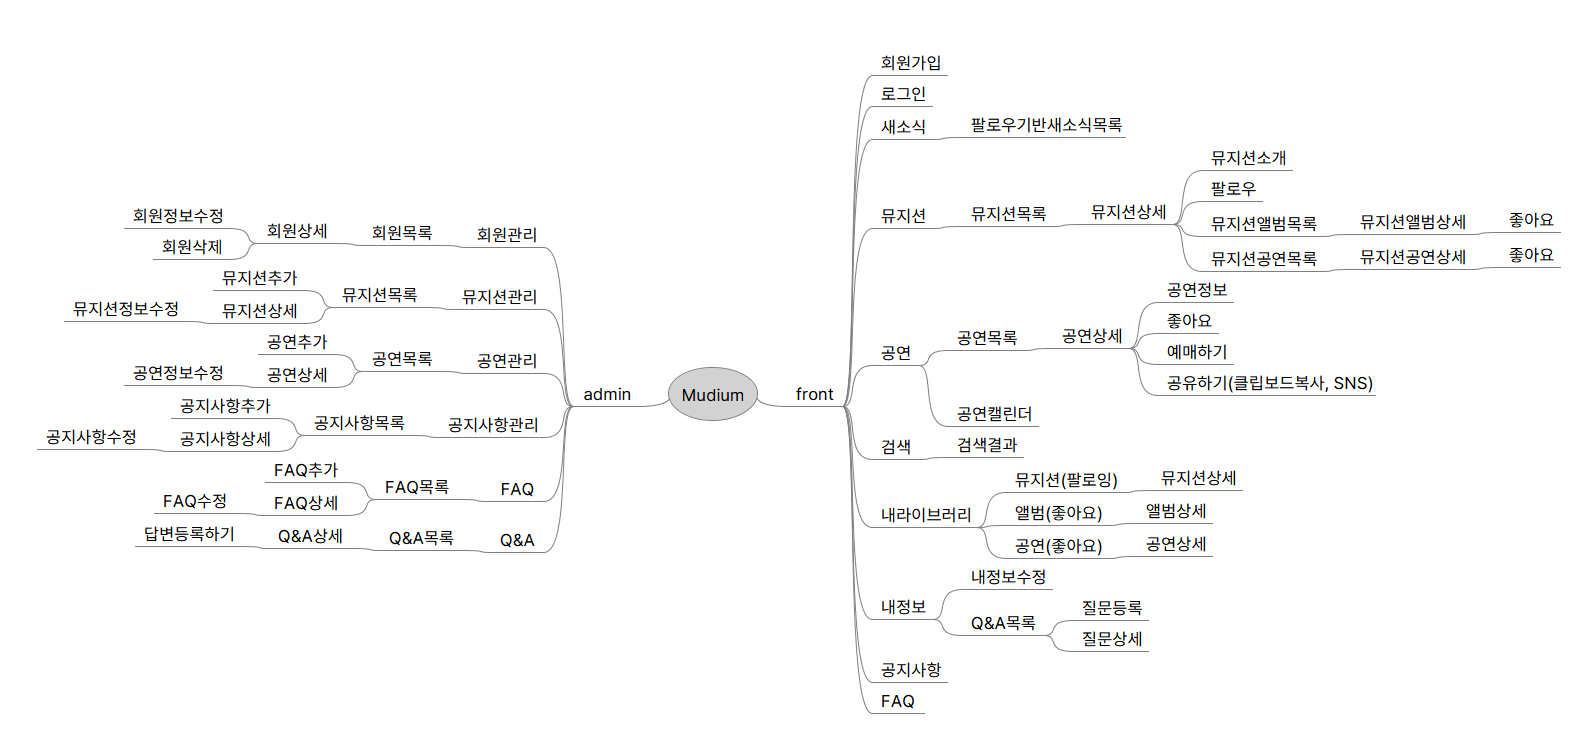 Mudium
front
회원가입
로그인
새소식
팔로우기반새소식목록
뮤지션
뮤지션목록
뮤지션상세
뮤지션소개
팔로우
뮤지션앨범목록
뮤지션앨범상세
좋아요
뮤지션공연목록
뮤지션공연상세
좋아요
공연
공연목록
공연상세
공연정보
좋아요
예매하기
공유하기(클립보드복사, SNS)
공연캘린더
검색
검색결과
내라이브러리
뮤지션(팔로잉)
뮤지션상세
앨범(좋아요)
앨범상세
공연(좋아요)
공연상세
내정보
내정보수정
Q&A목록
질문등록
질문상세
공지사항
FAQ
admin
회원관리
회원목록
회원상세
회원정보수정
회원삭제
뮤지션관리
뮤지션목록
뮤지션추가
뮤지션상세
뮤지션정보수정
공연관리
공연목록
공연추가
공연상세
공연정보수정
공지사항관리
공지사항목록
공지사항추가
공지사항상세
공지사항수정
FAQ
FAQ목록
FAQ추가
FAQ상세
FAQ수정
Q&A
Q&A목록
Q&A상세
답변등록하기